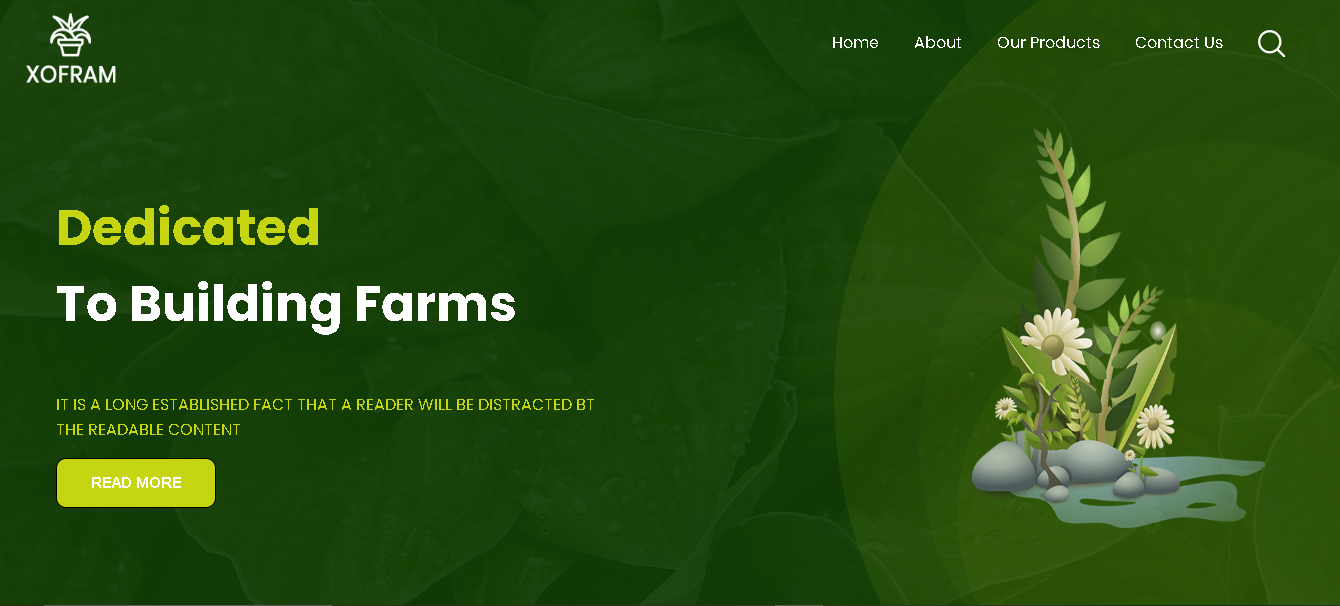 XOFRAM
Home About Our Products Contact Us
Dedicated
To Building Farms
IT IS A LONG ESTABLISHED FACT THAT A READER WILL BE DISTRACTED BT
THE READABLE CONTENT
READ MORE